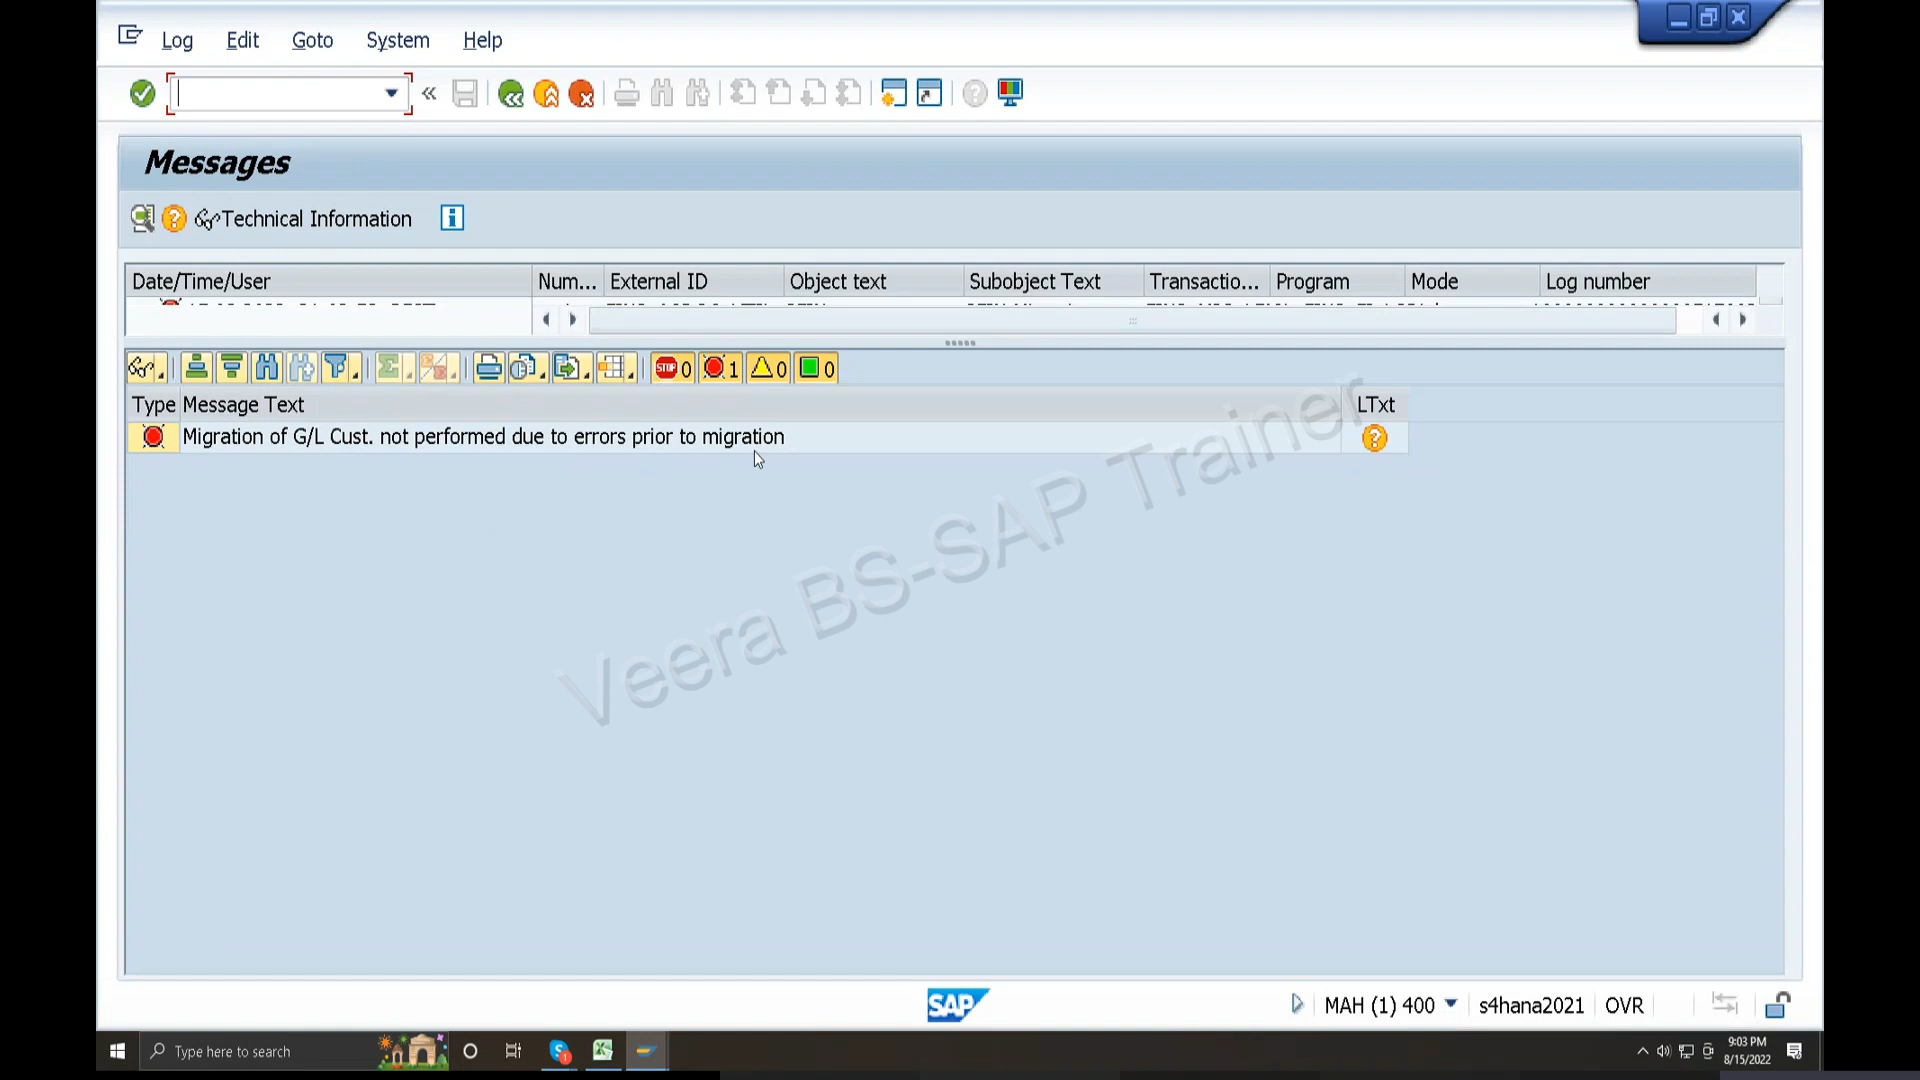 Log Edit Goto System Help
Messages
Technical Information
Date/Time/User Num... External ID Object text Subobject Text Transactio... Program Mode Log number
STOP 0 1 0 0
Type Message Text LTxt
Migration of G/L Cust. not performed due to errors prior to migration
Veera BS-SAP Trainer
SAP MAH (1) 400 s4hana2021 OVR
Type here to search
1
9:03 PM
8/15/2022